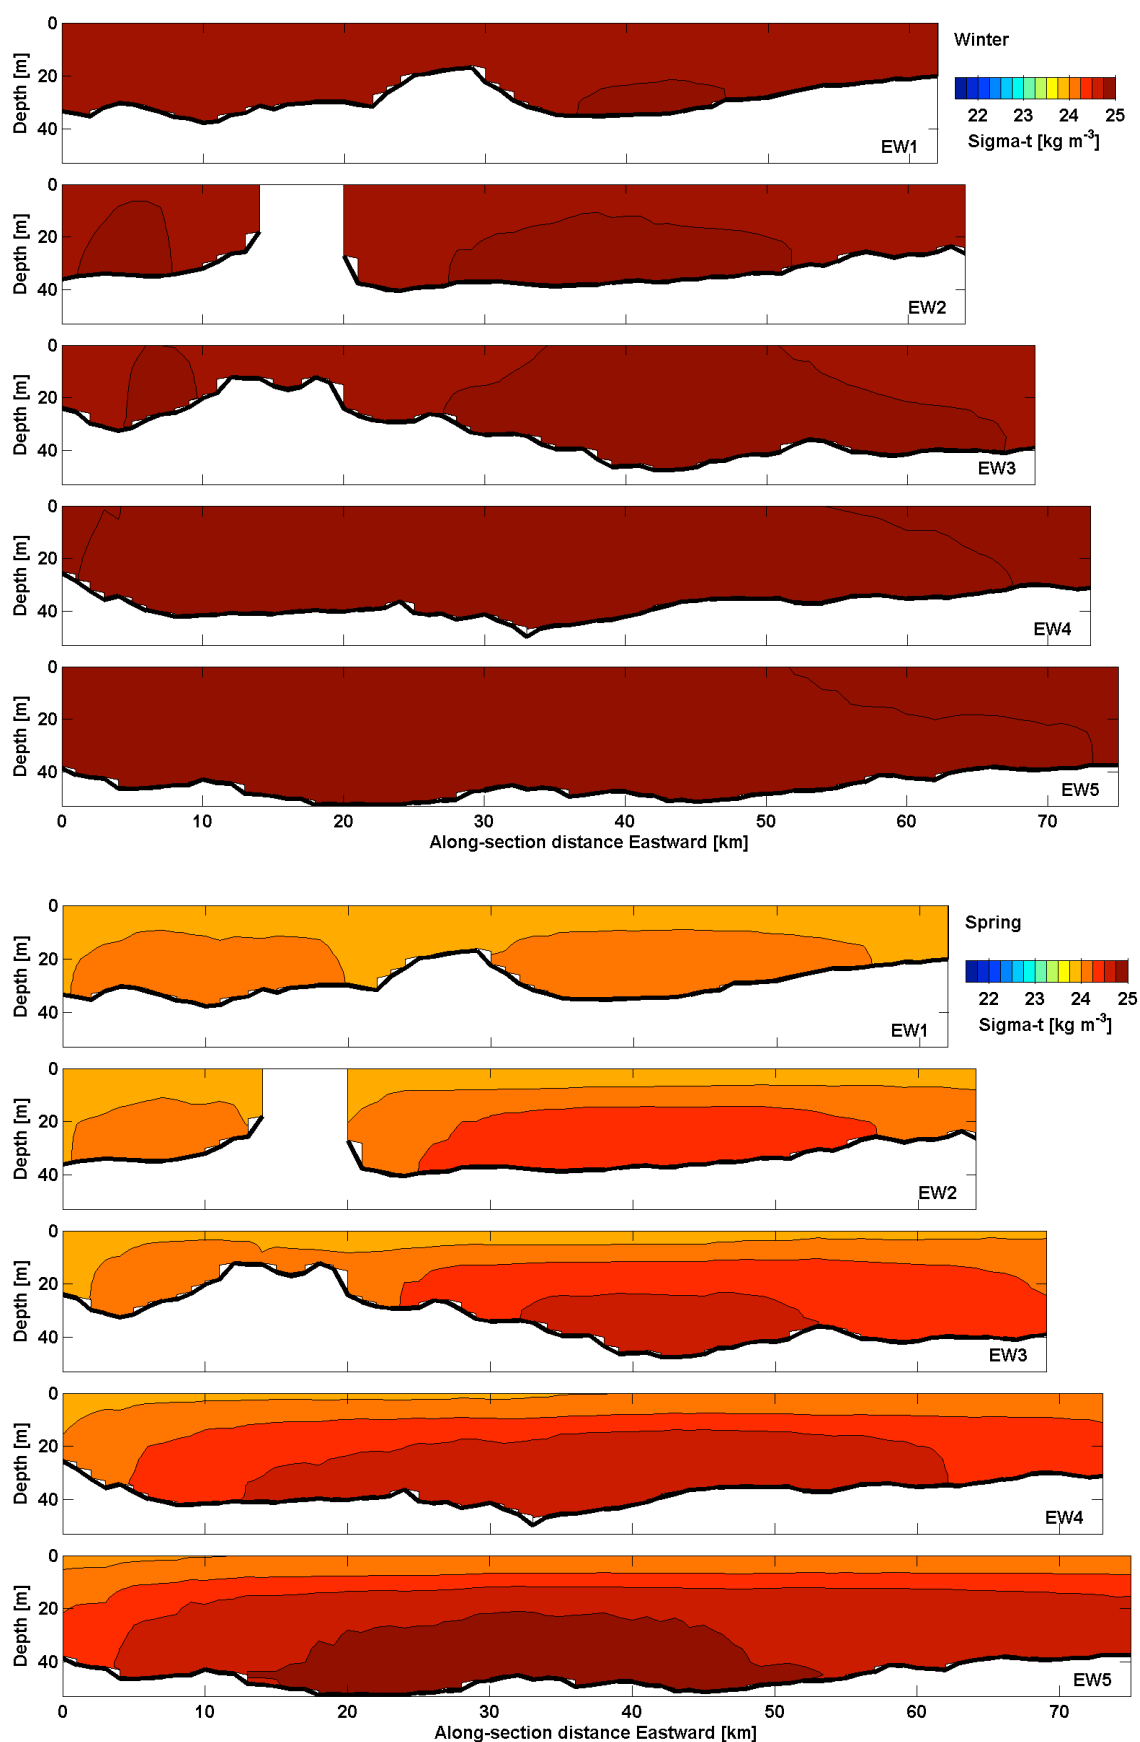 0
20
40
Depth [m]
EW1
Winter
22 23 24 25
Sigma-t [kg m-3]
0
20
40
Depth [m]
EW2
0
20
40
Depth [m]
EW3
0
20
40
Depth [m]
EW4
0
20
40
Depth [m]
EW5
0 10 20 30 40 50 60 70
Along-section distance Eastward [km]
0
20
40
Depth [m]
EW1
Spring
22 23 24 25
Sigma-t [kg m-3]
0
20
40
Depth [m]
EW2
0
20
40
Depth [m]
EW3
0
20
40
Depth [m]
EW4
0
20
40
Depth [m]
EW5
0 10 20 30 40 50 60 70
Along-section distance Eastward [km]